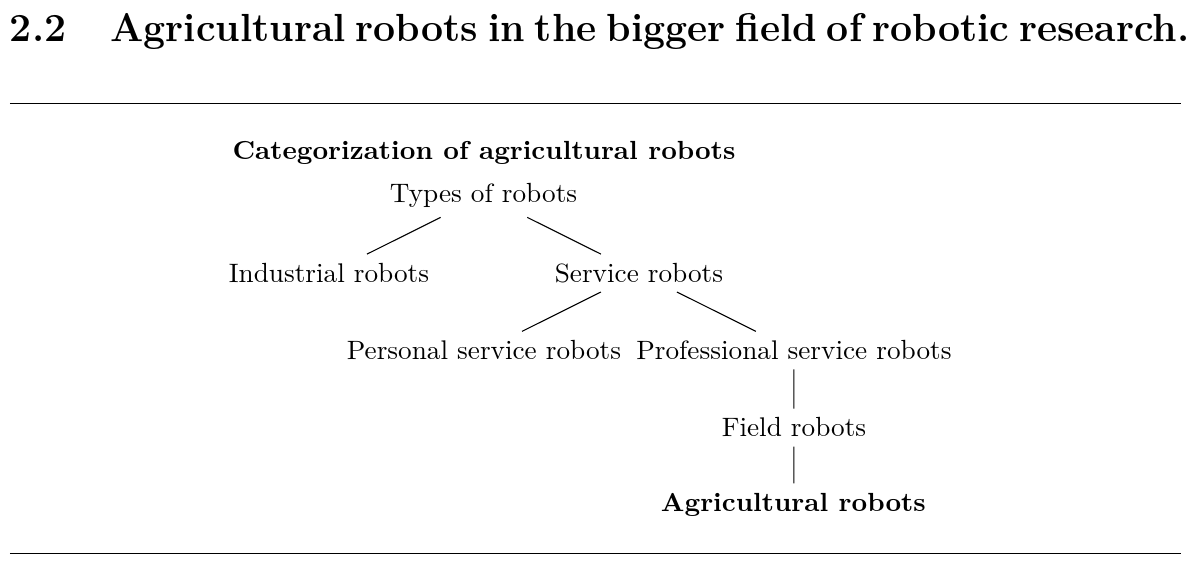 2.2 Agricultural robots in the bigger field of robotic research.
Categorization of agricultural robots
Types of robots
Industrial robots Service robots
Personal service robots Professional service robots
Field robots
Agricultural robots